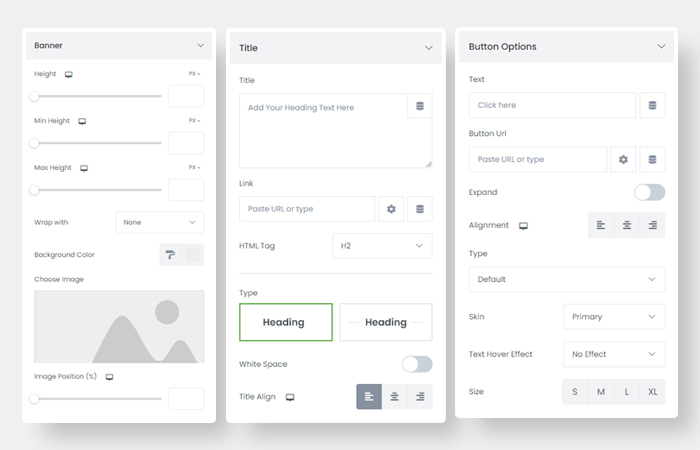 Banner
Height PX
Min Height PX
Max Height PX
Wrap with None
Background Color
Choose Image
Image Position (%)
Title
Title
Add Your Heading Text Here
Link
Paste URL or type
HTML Tag H2
Type
Heading Heading
White Space
Title Align
Button Options
Text
Click here
Button Url
Paste URL or type
Expand
Alignment
Type
Default
Skin Primary
Text Hover Effect No Effect
Size S M L XL